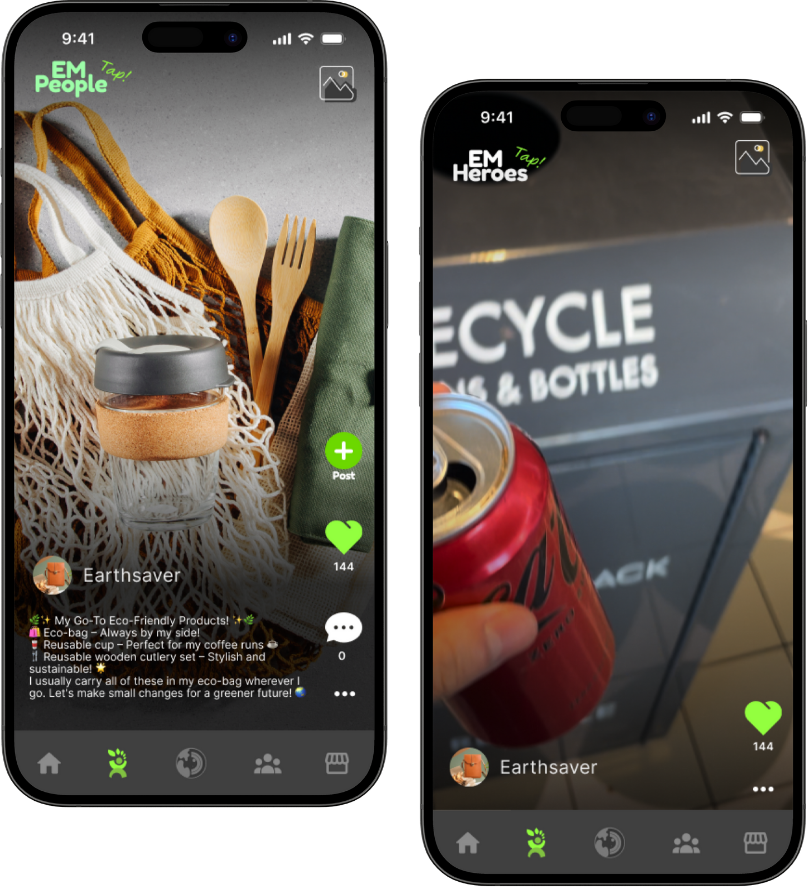 9:41
EM Tap!
People
Post
144
Earthsaver
🌿✨ My Go-To Eco-Friendly Products! ✨🌿
🛍️ Eco-bag – Always by my side!
🥤 Reusable cup – Perfect for my coffee runs ☕
🍴 Reusable wooden cutlery set – Stylish and
sustainable! 🌟
I usually carry all of these in my eco-bag wherever I
go. Let's make small changes for a greener future! 🌏
0
9:41
EM Tap!
Heroes
ECYCLE
NS & BOTTLES
ACK
ZERO
144
Earthsaver